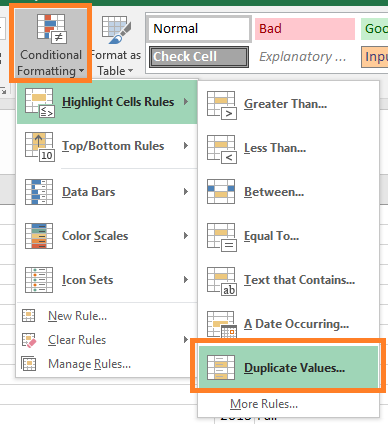 Conditional
Formatting
Format as
Table
Normal
Bad
Check Cell
Explanatory ...
Highlight Cells Rules
Top/Bottom Rules
Data Bars
Color Scales
Icon Sets
New Rule...
Clear Rules
Manage Rules...
Greater Than...
Less Than...
Between...
Equal To...
Text that Contains...
A Date Occurring...
Duplicate Values...
More Rules...